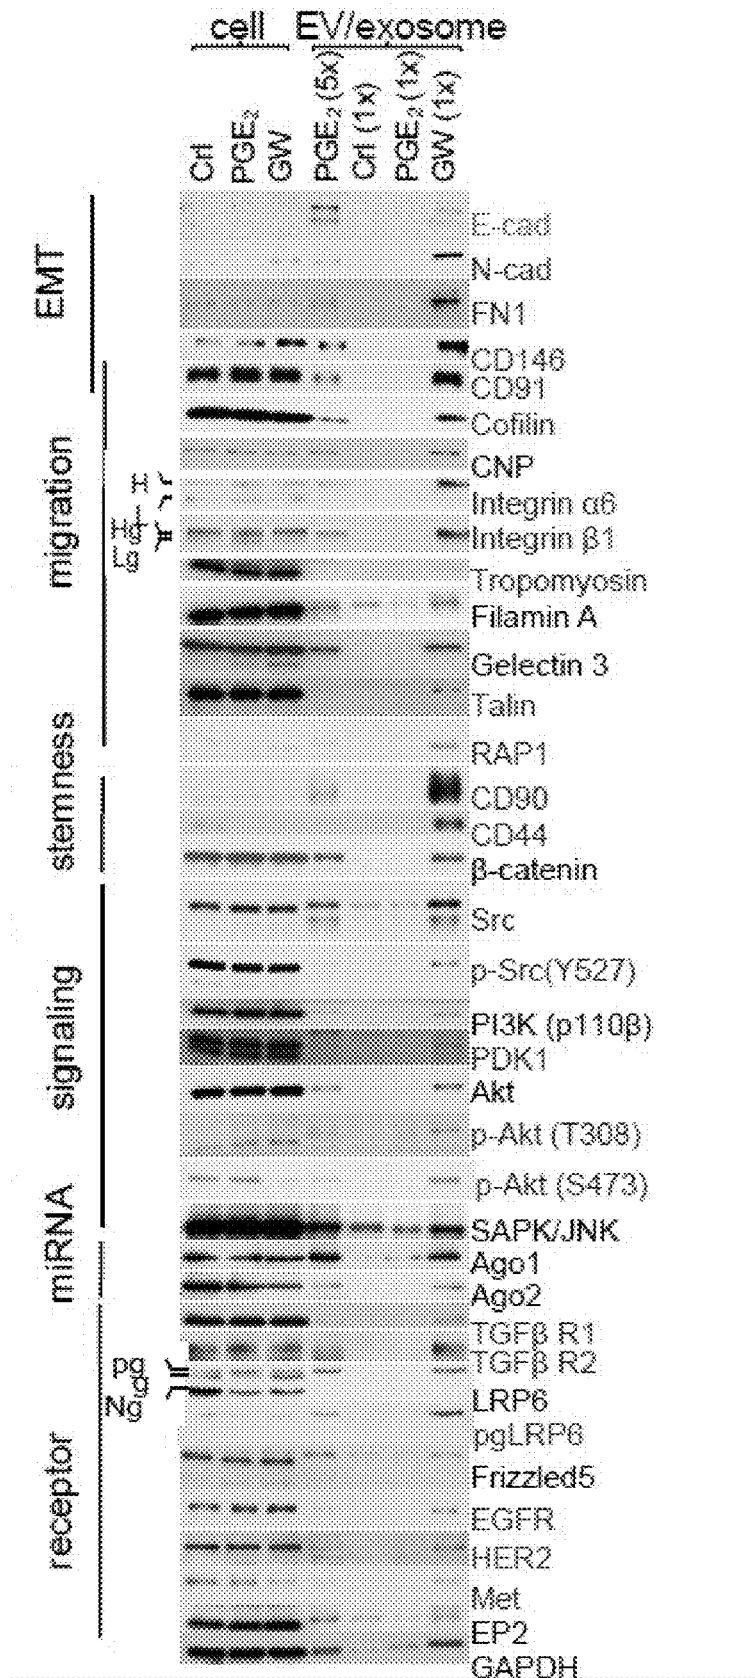 cell EV/exosome
Crl
PGE₂
GW
PGE₂ (5x)
Crl (1x)
PGE₂ (1x)
GW (1x)
EMT
E-cad
N-cad
FN1
CD146
CD91
migration
Cofilin
CNP
H
Integrin α6
L
Hg
Integrin β1
Lg
Tropomyosin
Filamin A
Gelectin 3
Talin
RAP1
stemness
CD90
CD44
β-catenin
signaling
Src
p-Src(Y527)
PI3K (p110β)
PDK1
Akt
p-Akt (T308)
p-Akt (S473)
SAPK/JNK
miRNA
Ago1
Ago2
receptor
TGFβ R1
TGFβ R2
pg
g
Ng
LRP6
pgLRP6
Frizzled5
EGFR
HER2
Met
EP2
GAPDH